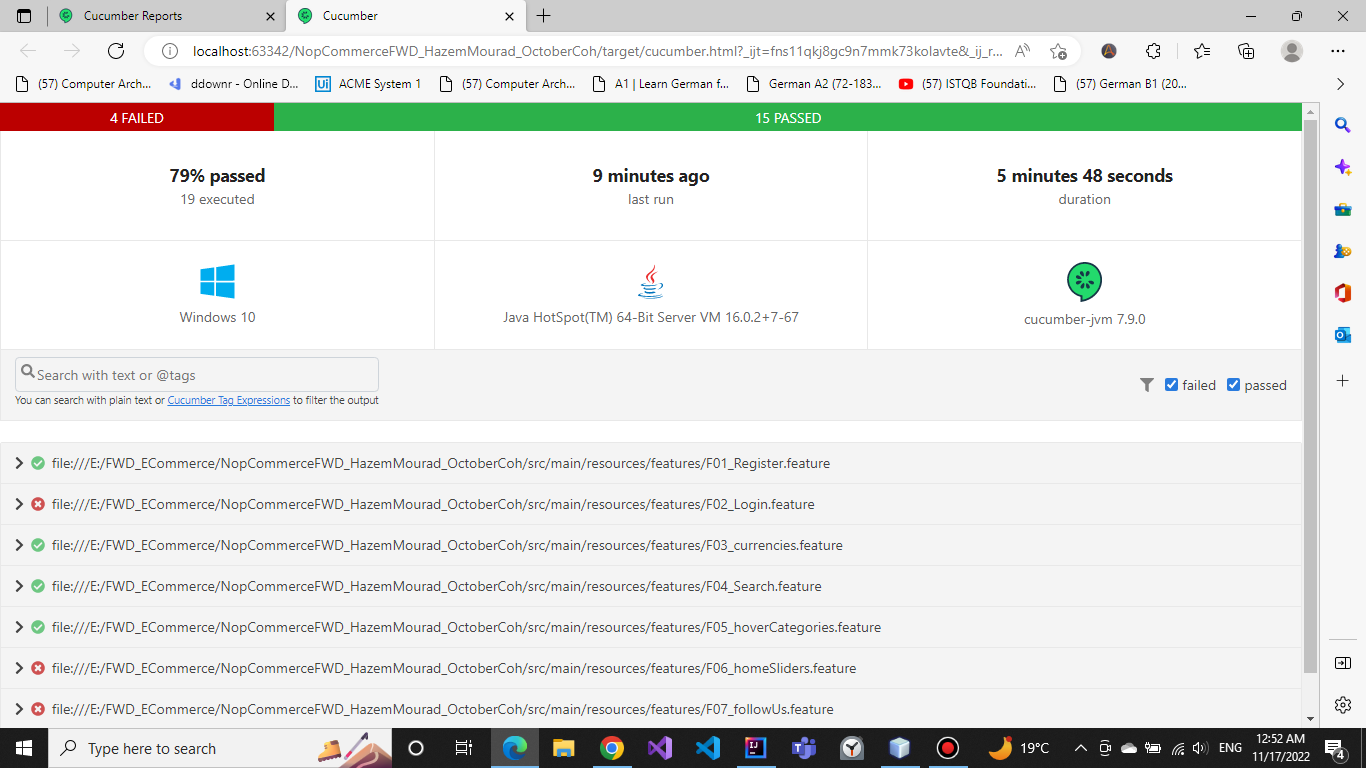 Cucumber Reports
Cucumber
localhost:63342/NopCommerceFWD_HazemMourad_OctoberCoh/target/cucumber.html?_ijt=fns11qkj8gc9n7mmk73kolavte&_ij_r...
(57) Computer Arch...
ddownr - Online D...
Ui ACME System 1
(57) Computer Arch...
A1 | Learn German f...
German A2 (72-183...
(57) ISTQB Foundati...
(57) German B1 (20...
4 FAILED
15 PASSED
79% passed
19 executed
9 minutes ago
last run
5 minutes 48 seconds
duration
Windows 10
Java HotSpot(TM) 64-Bit Server VM 16.0.2+7-67
cucumber-jvm 7.9.0
Search with text or @tags
You can search with plain text or Cucumber Tag Expressions to filter the output
failed
passed
file:///E:/FWD_ECommerce/NopCommerceFWD_HazemMourad_OctoberCoh/src/main/resources/features/F01_Register.feature
file:///E:/FWD_ECommerce/NopCommerceFWD_HazemMourad_OctoberCoh/src/main/resources/features/F02_Login.feature
file:///E:/FWD_ECommerce/NopCommerceFWD_HazemMourad_OctoberCoh/src/main/resources/features/F03_currencies.feature
file:///E:/FWD_ECommerce/NopCommerceFWD_HazemMourad_OctoberCoh/src/main/resources/features/F04_Search.feature
file:///E:/FWD_ECommerce/NopCommerceFWD_HazemMourad_OctoberCoh/src/main/resources/features/F05_hoverCategories.feature
file:///E:/FWD_ECommerce/NopCommerceFWD_HazemMourad_OctoberCoh/src/main/resources/features/F06_homeSliders.feature
file:///E:/FWD_ECommerce/NopCommerceFWD_HazemMourad_OctoberCoh/src/main/resources/features/F07_followUs.feature
Type here to search
19°C
ENG
12:52 AM
11/17/2022
4